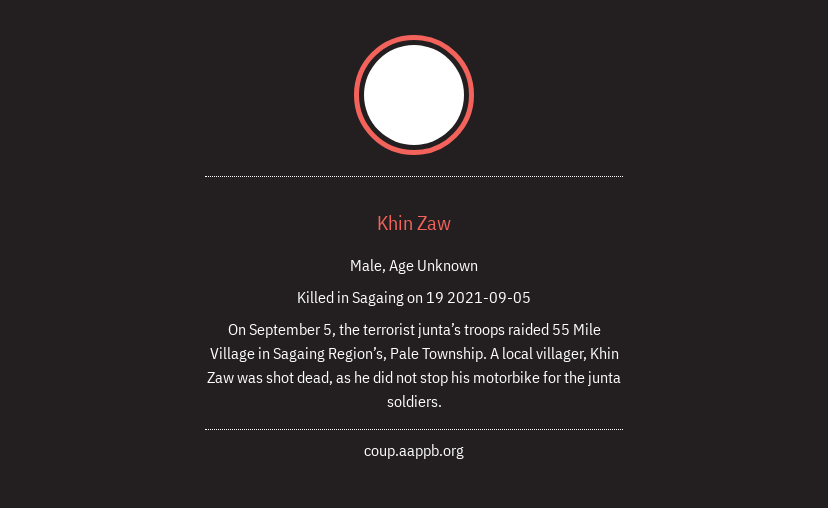 Khin Zaw
Male, Age Unknown
Killed in Sagaing on 19 2021-09-05
On September 5, the terrorist junta’s troops raided 55 Mile
Village in Sagaing Region’s, Pale Township. A local villager, Khin
Zaw was shot dead, as he did not stop his motorbike for the junta
soldiers.
coup.aappb.org